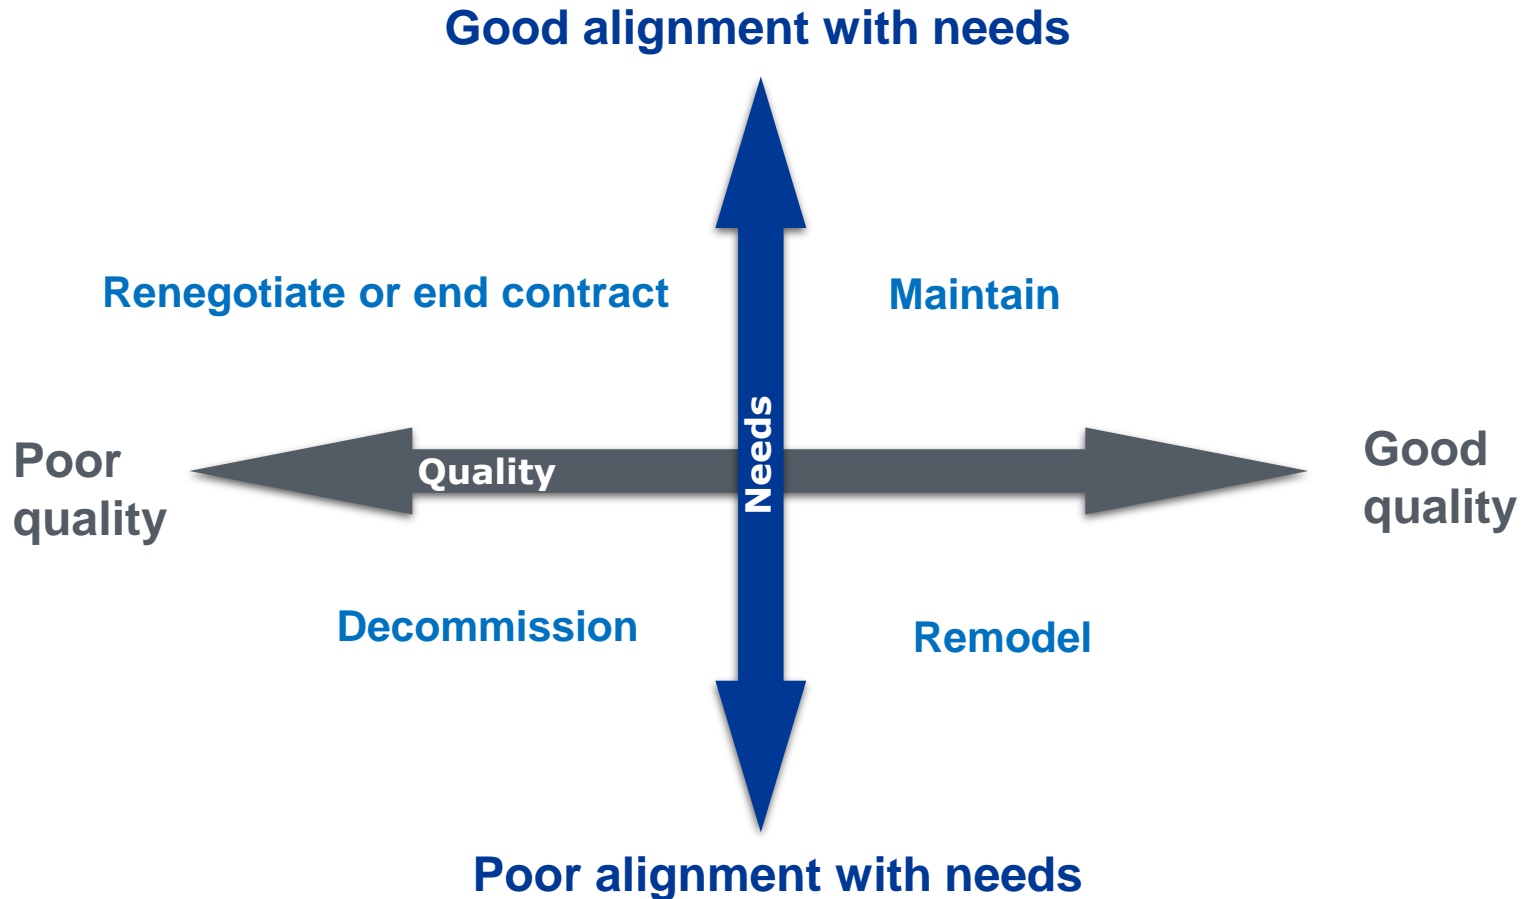 Good alignment with needs
Renegotiate or end contract
Maintain
Needs
Poor
quality
Quality
Good
quality
Decommission
Remodel
Poor alignment with needs